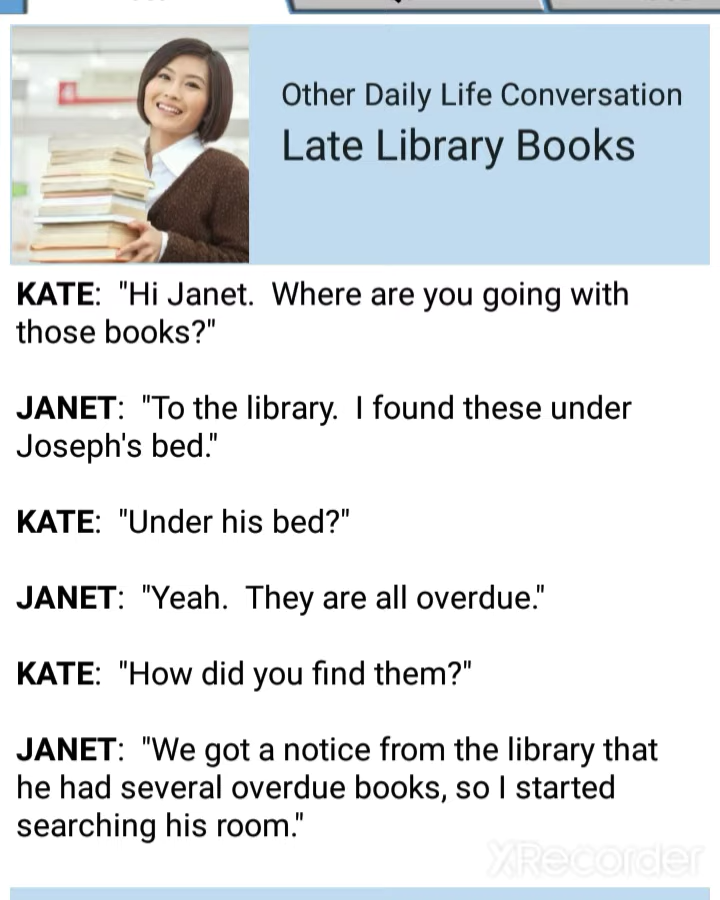 Other Daily Life Conversation
Late Library Books
KATE:  "Hi Janet.  Where are you going with
those books?"
JANET:  "To the library.  I found these under
Joseph's bed."
KATE:  "Under his bed?"
JANET:  "Yeah.  They are all overdue."
KATE:  "How did you find them?"
JANET:  "We got a notice from the library that
he had several overdue books, so I started
searching his room."
XRecorder